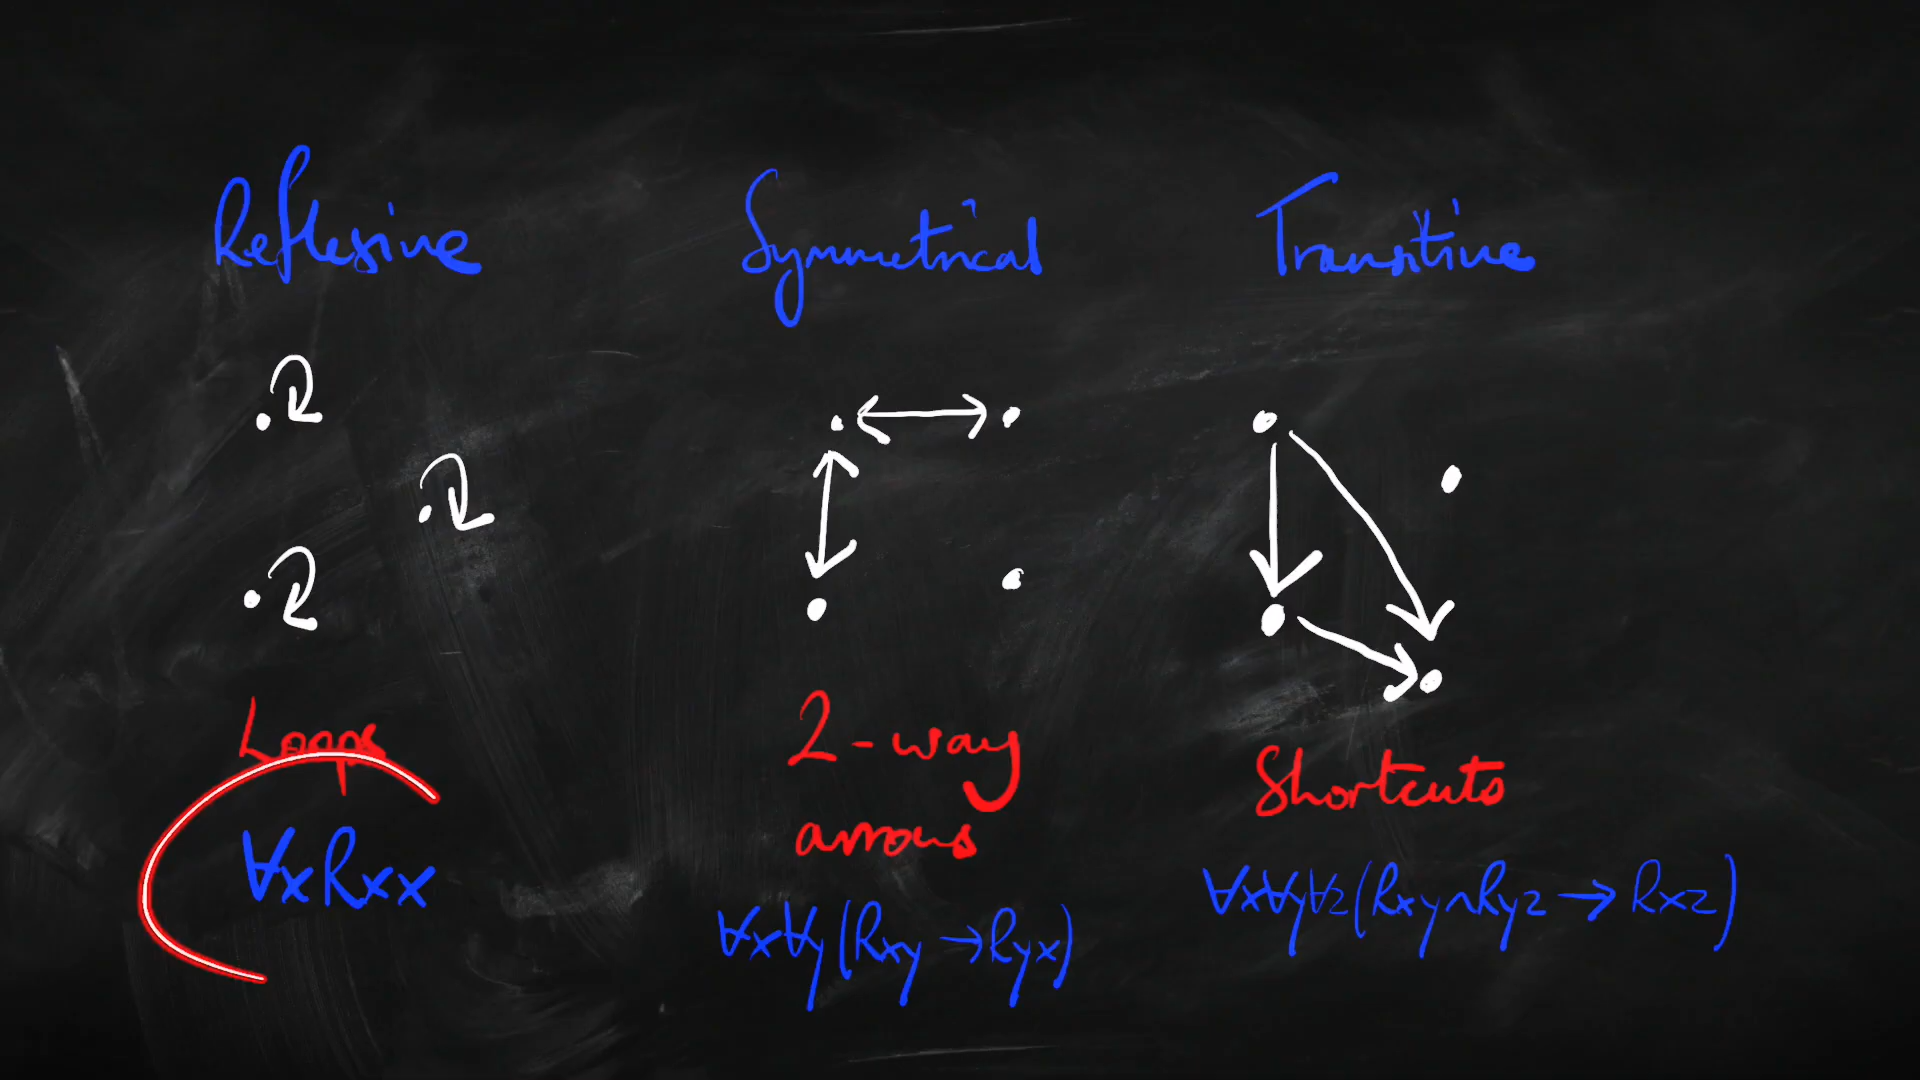 Reflexive
Symmetrical
Transitive
Loops
2-way
arrows
Shortcuts
∀xRxx
∀x∀y(Rxy→Ryx)
∀x∀y∀z(Rxy∧Ryz→Rxz)